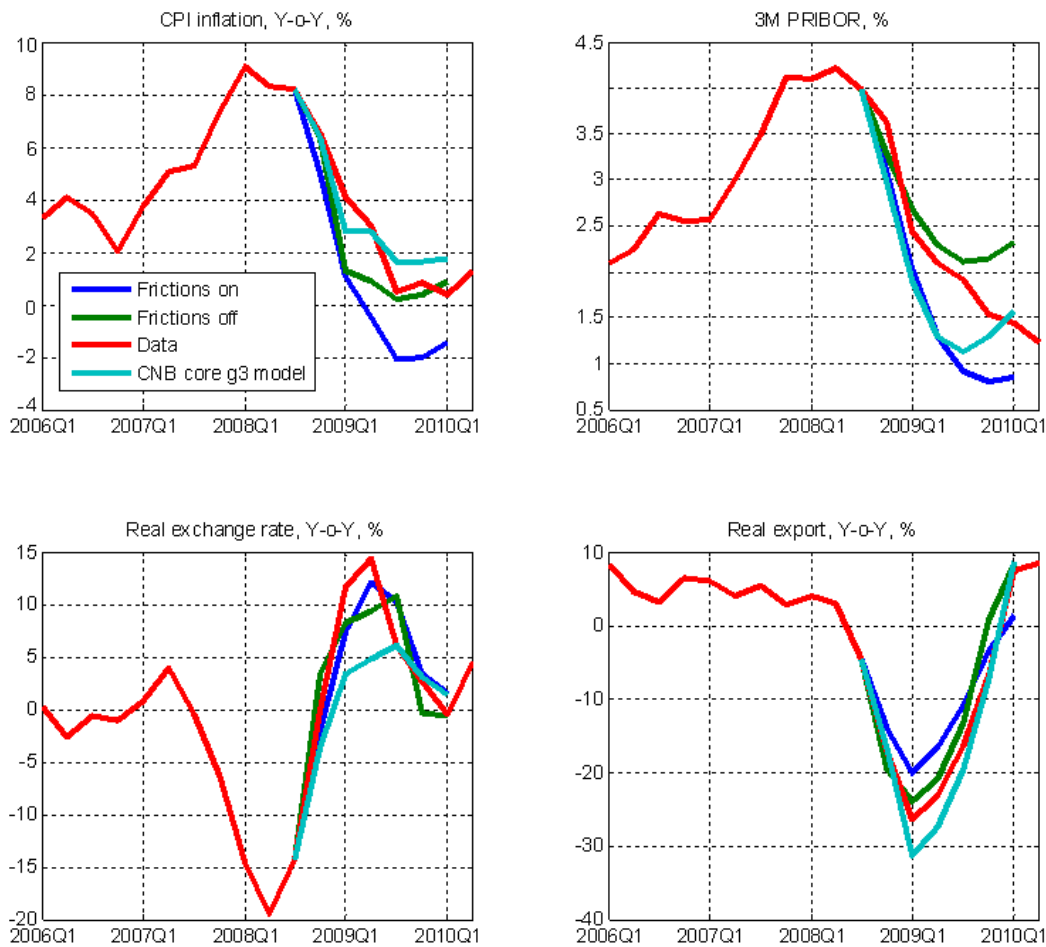 CPI inflation, Y-o-Y, %
10
8
6
4
2
0
-2
-4
Frictions on
Frictions off
Data
CNB core g3 model
2006Q1 2007Q1 2008Q1 2009Q1 2010Q1
3M PRIBOR, %
4.5
3.5
3
2.5
1.5
1
0.5
2006Q1 2007Q1 2008Q1 2009Q1 2010Q1
Real exchange rate, Y-o-Y, %
15
10
5
0
-5
-10
-15
-20
2006Q1 2007Q1 2008Q1 2009Q1 2010Q1
Real export, Y-o-Y, %
10
0
-10
-20
-30
-40
2006Q1 2007Q1 2008Q1 2009Q1 2010Q1